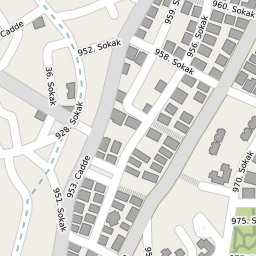 Cadde
960. Sokak
959. Sokak
956. Sokak
952. Sokak
958. Sokak
36. Sokak
Cadde
928. Sokak
953. Cadde
951. Sokak
970. Sokak
975. Sokak